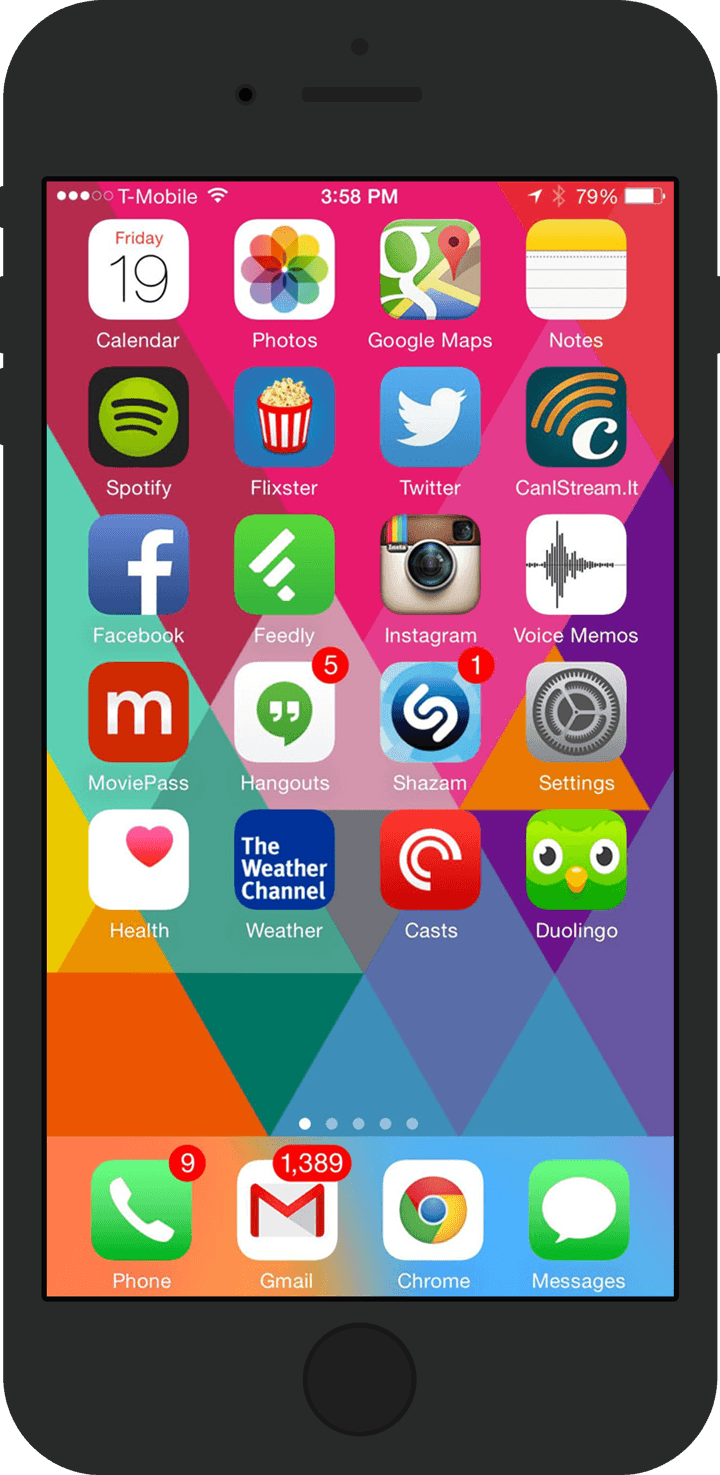 T-Mobile 3:58 PM 79%
Friday
19
Calendar Photos Google Maps Notes
Spotify Flixster Twitter CanIStream.It
Insta
Facebook Feedly Instagram Voice Memos
5 1
m
MoviePass Hangouts Shazam Settings
The
Weather
Channel
Health Weather Casts Duolingo
9 1,389
Phone Gmail Chrome Messages